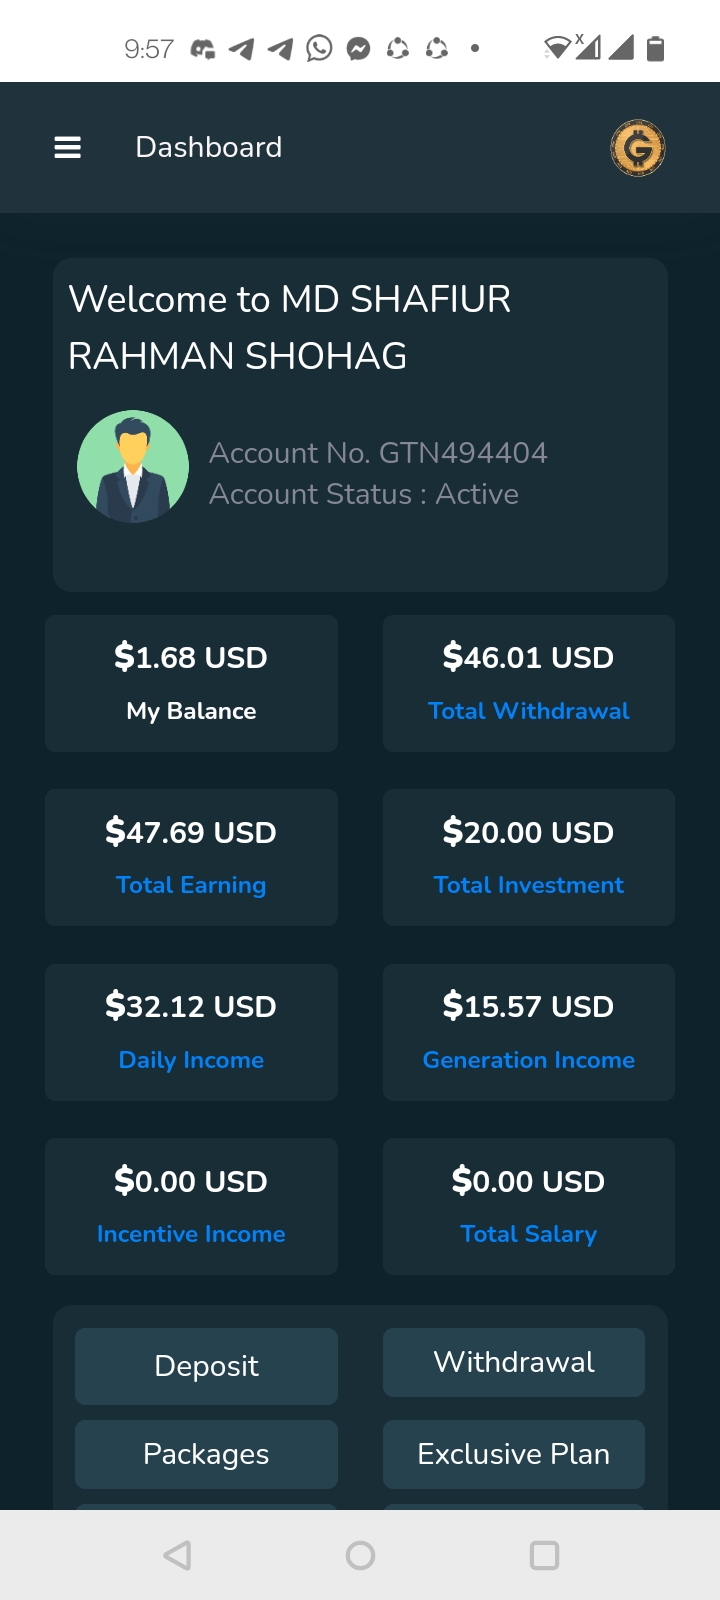 9:57
Dashboard
Welcome to MD SHAFIUR
RAHMAN SHOHAG
Account No. GTN494404
Account Status : Active
$1.68 USD
My Balance
$46.01 USD
Total Withdrawal
$47.69 USD
Total Earning
$20.00 USD
Total Investment
$32.12 USD
Daily Income
$15.57 USD
Generation Income
$0.00 USD
Incentive Income
$0.00 USD
Total Salary
Deposit
Withdrawal
Packages
Exclusive Plan